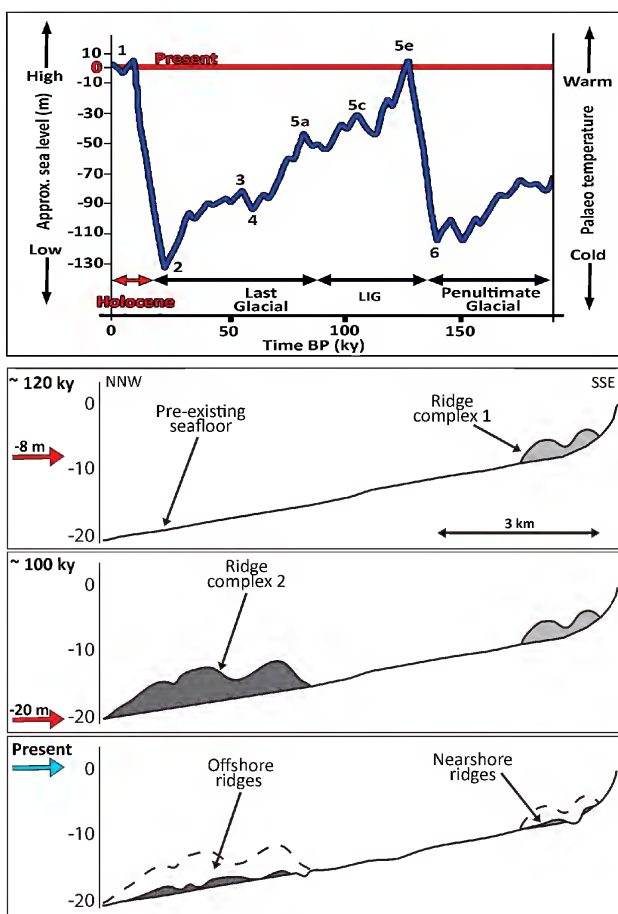 High
Approx. sea level (m)
Low
10
0
-10
-30
-50
-70
-90
-110
-130
1
Present
2
3
4
5a
5c
5e
6
Warm
Palaeo temperature
Cold
Holocene
Last
Glacial
LIG
Penultimate
Glacial
0
50
100
150
Time BP (ky)
~ 120 ky
NNW
SSE
0
-8 m
-10
-20
Pre-existing
seafloor
Ridge
complex 1
3 km
~ 100 ky
0
-10
-20 m
-20
Ridge
complex 2
Present
0
-10
-20
Offshore
ridges
Nearshore
ridges